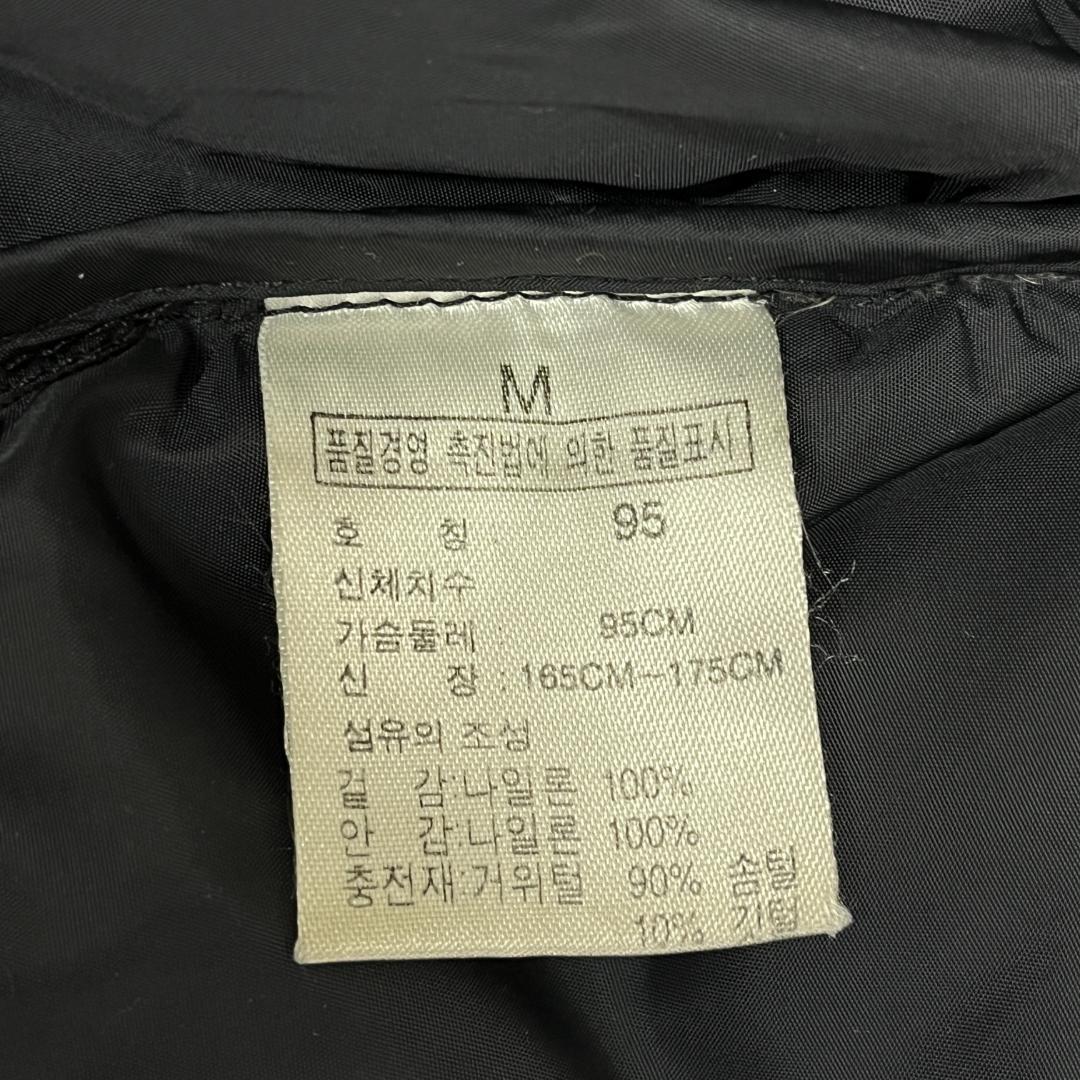 M
품질경영 촉진법에 의한 품질표시
호 칭 : 95
신체치수
가슴둘레 : 95CM
신 장 : 165CM-175CM
섬유의 조성
겉 감:나일론 100%
안 감:나일론 100%
충천재:거위털 90% 솜털
10% 깃털